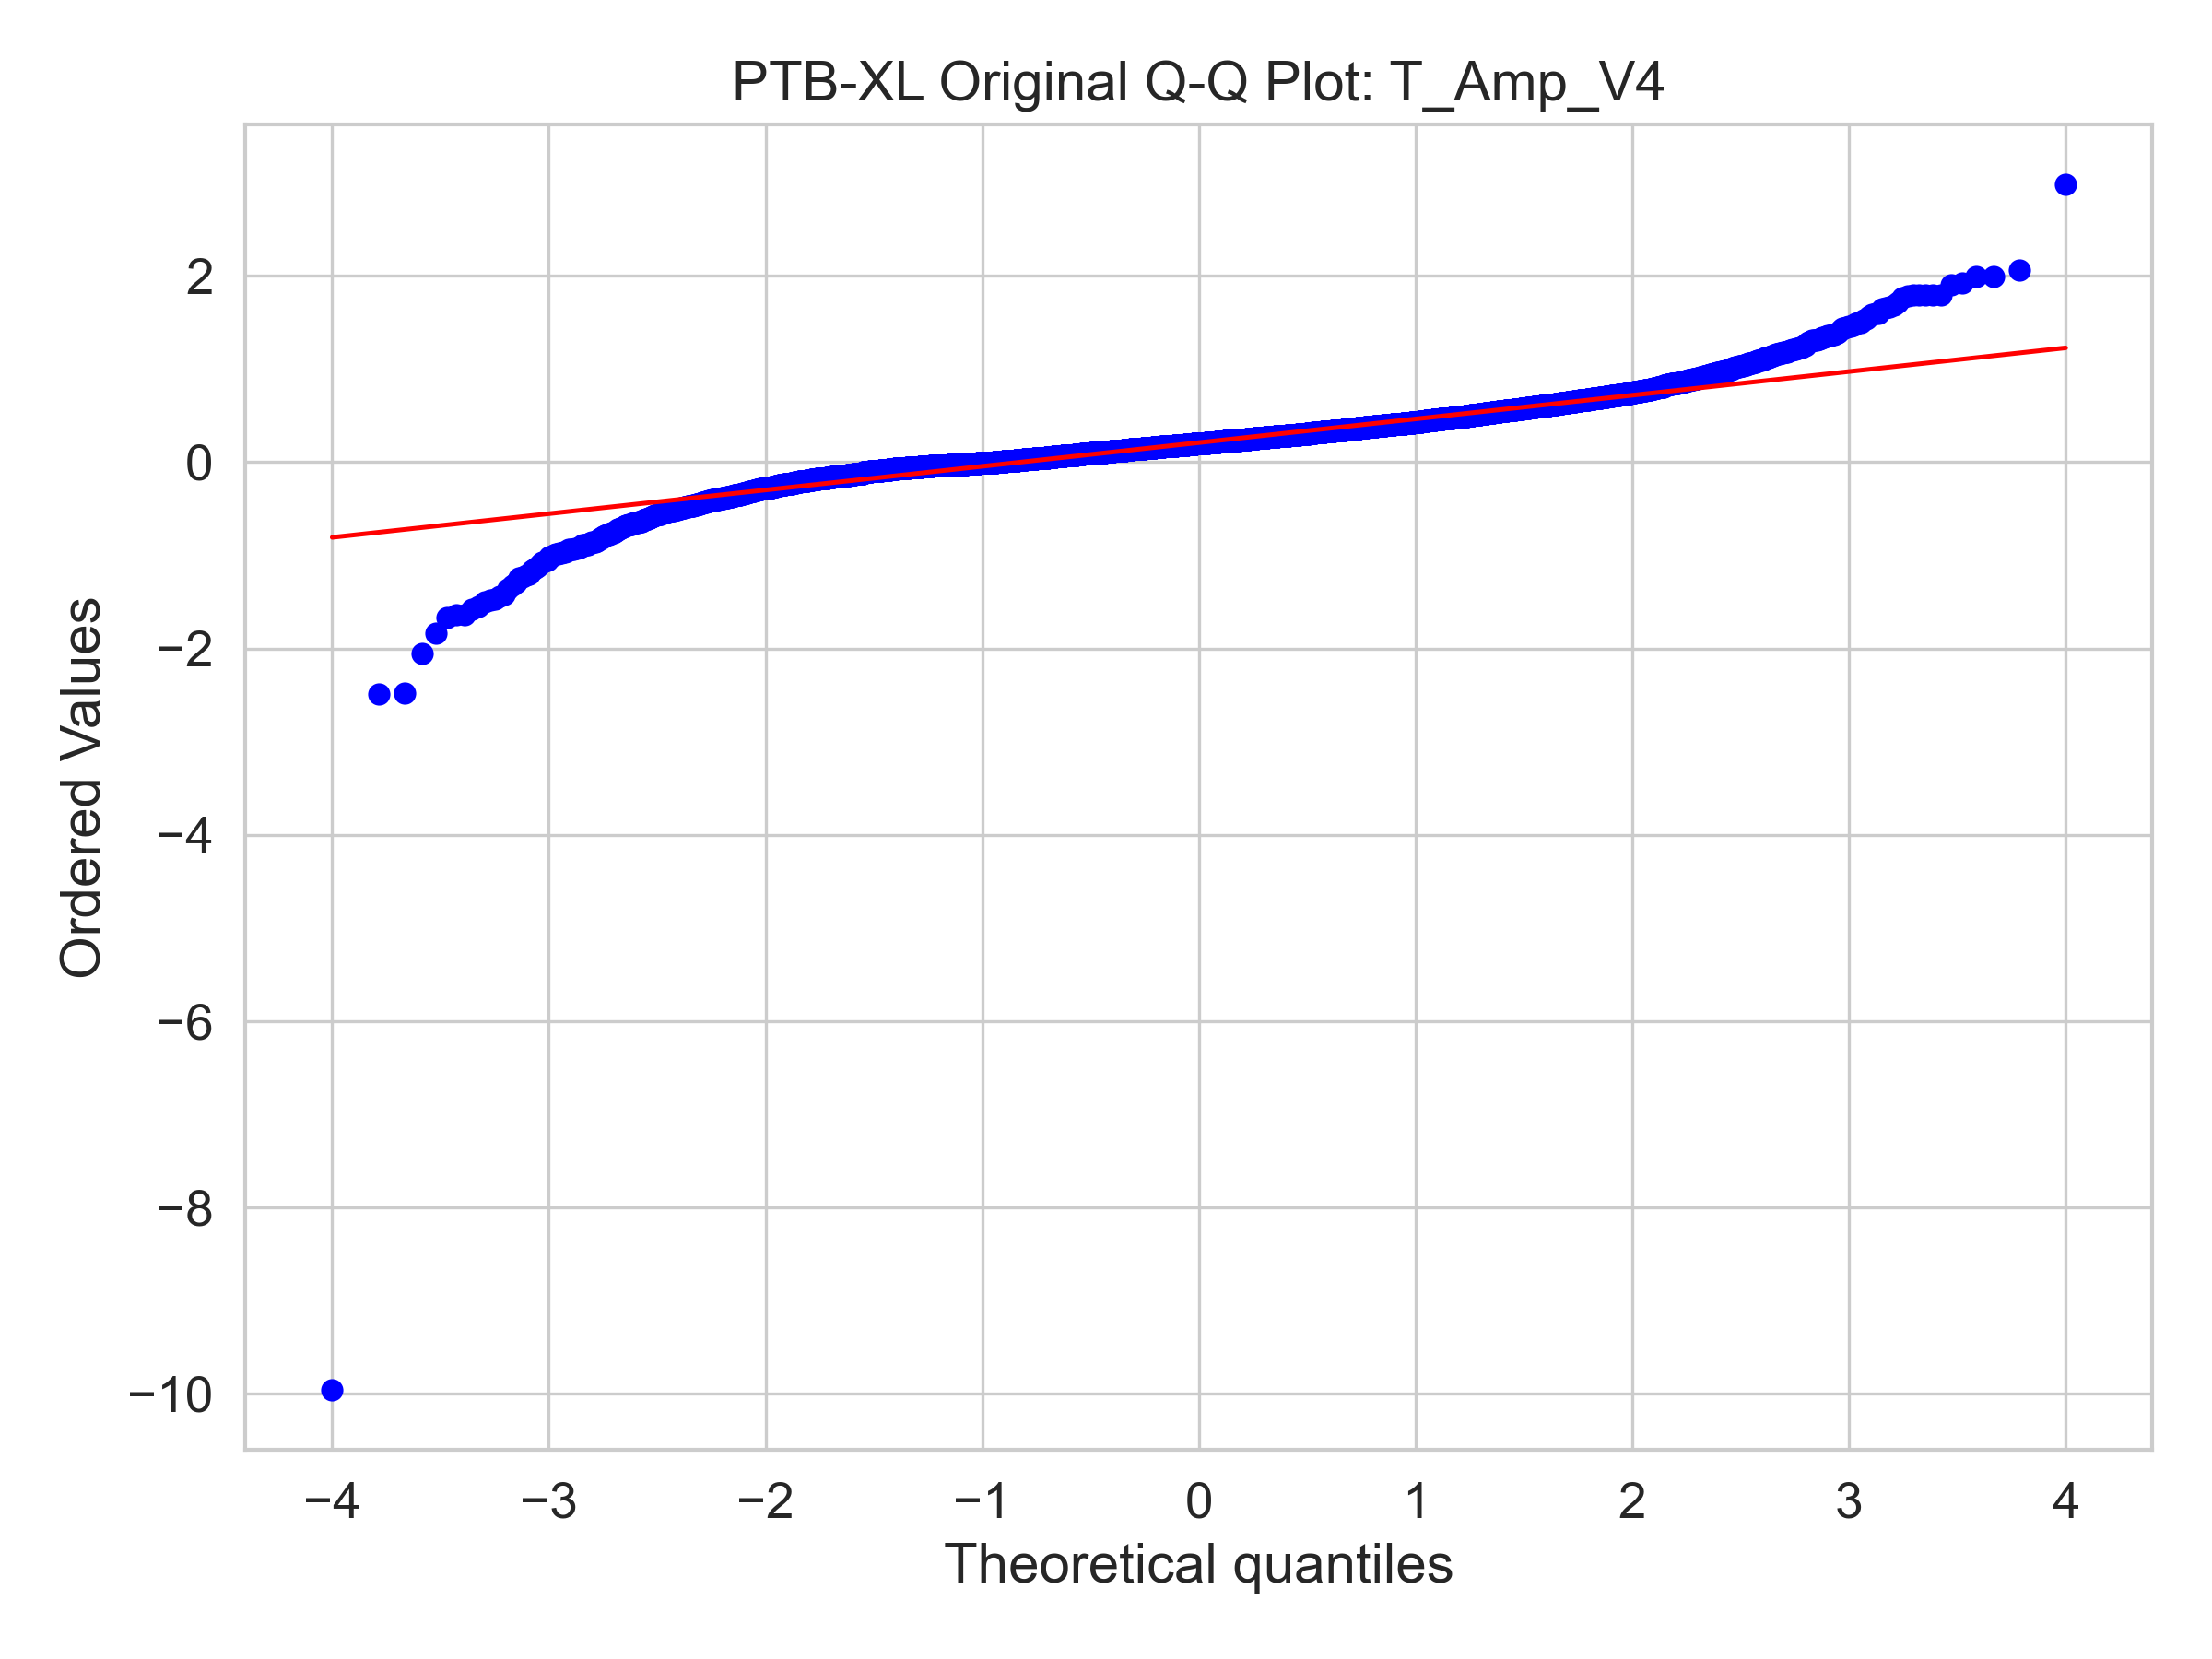 PTB-XL Original Q-Q Plot: T_Amp_V4
Ordered Values
2
0
−2
−4
−6
−8
−10
−4 −3 −2 −1 0 1 2 3 4
Theoretical quantiles